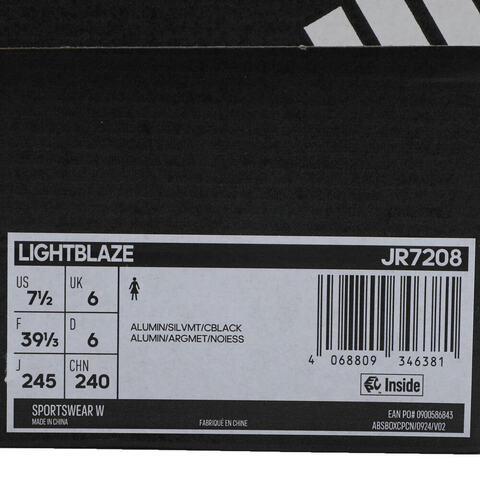 LIGHTBLAZE JR7208
US 7½ UK 6
F 39⅓ D 6
J 245 CHN 240
ALUMIN/SILVMT/CBLACK
ALUMIN/ARGMET/NOIESS
4 068809 346381
Inside
SPORTSWEAR W
MADE IN CHINA
FABRIQUÉ EN CHINE
EAN PO# 0900586843
ABSBOXCPCN/0924/V02